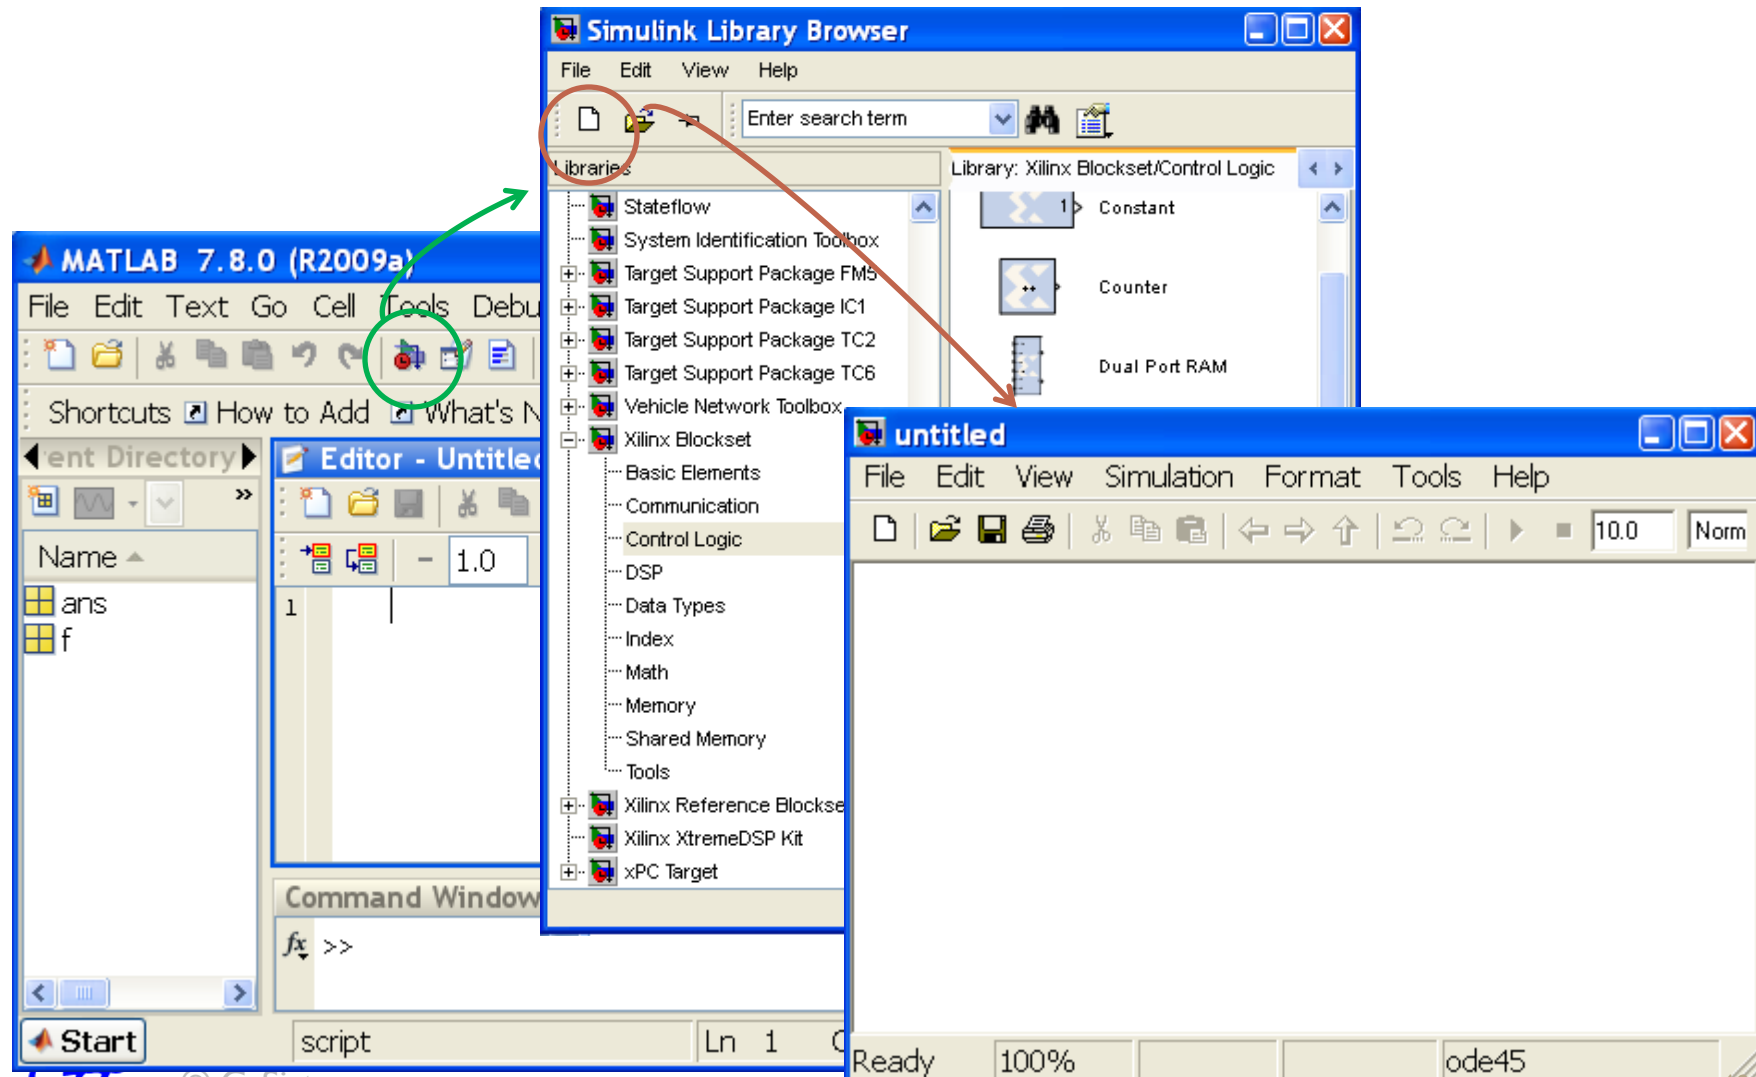 Simulink Library Browser
File Edit View Help
Enter search term
Libraries
Library: Xilinx Blockset/Control Logic
Stateflow
System Identification Toolbox
Target Support Package FM5
Target Support Package IC1
Target Support Package TC2
Target Support Package TC6
Vehicle Network Toolbox
Xilinx Blockset
Basic Elements
Communication
Control Logic
DSP
Data Types
Index
Math
Memory
Shared Memory
Tools
Xilinx Reference Blockse
Xilinx XtremeDSP Kit
xPC Target
1
Constant
++
Counter
Dual Port RAM
MATLAB 7.8.0 (R2009a)
File Edit Text Go Cell Tools Debu
Shortcuts How to Add What's N
ent Directory
»
Name
ans
f
Editor - Untitled
1.0
1
Command Window
fx >>
Start
script
Ln 1
untitled
File Edit View Simulation Format Tools Help
10.0
Norm
Ready
100%
ode45